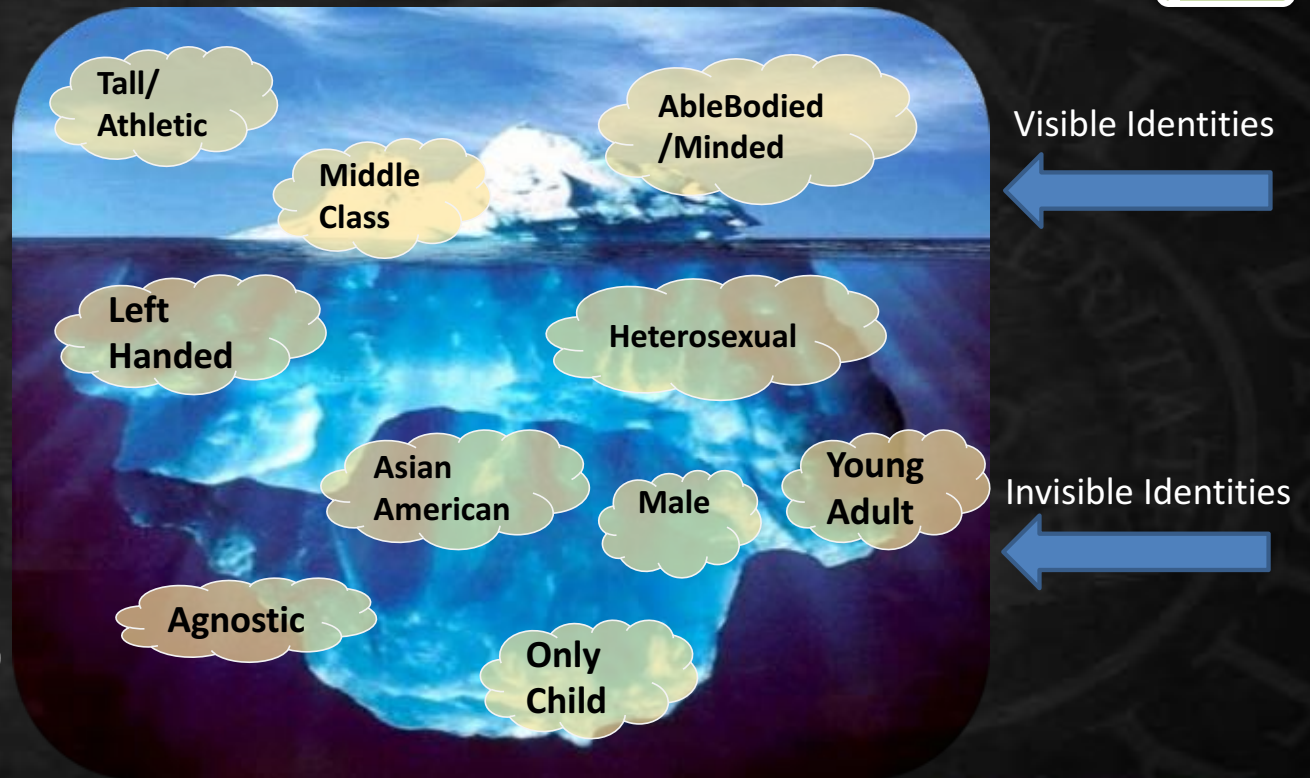 Tall/
Athletic
AbleBodied
/Minded
Visible Identities
Middle
Class
Left
Handed
Heterosexual
Asian
American
Male
Young
Adult
Invisible Identities
Agnostic
Only
Child